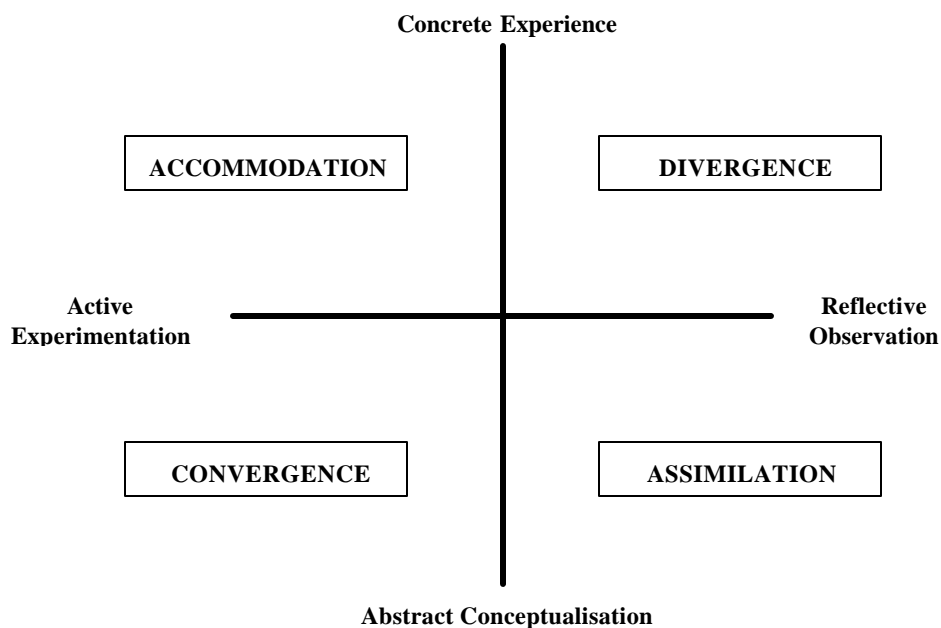 Concrete Experience
ACCOMMODATION
DIVERGENCE
Active
Experimentation
Reflective
Observation
CONVERGENCE
ASSIMILATION
Abstract Conceptualisation